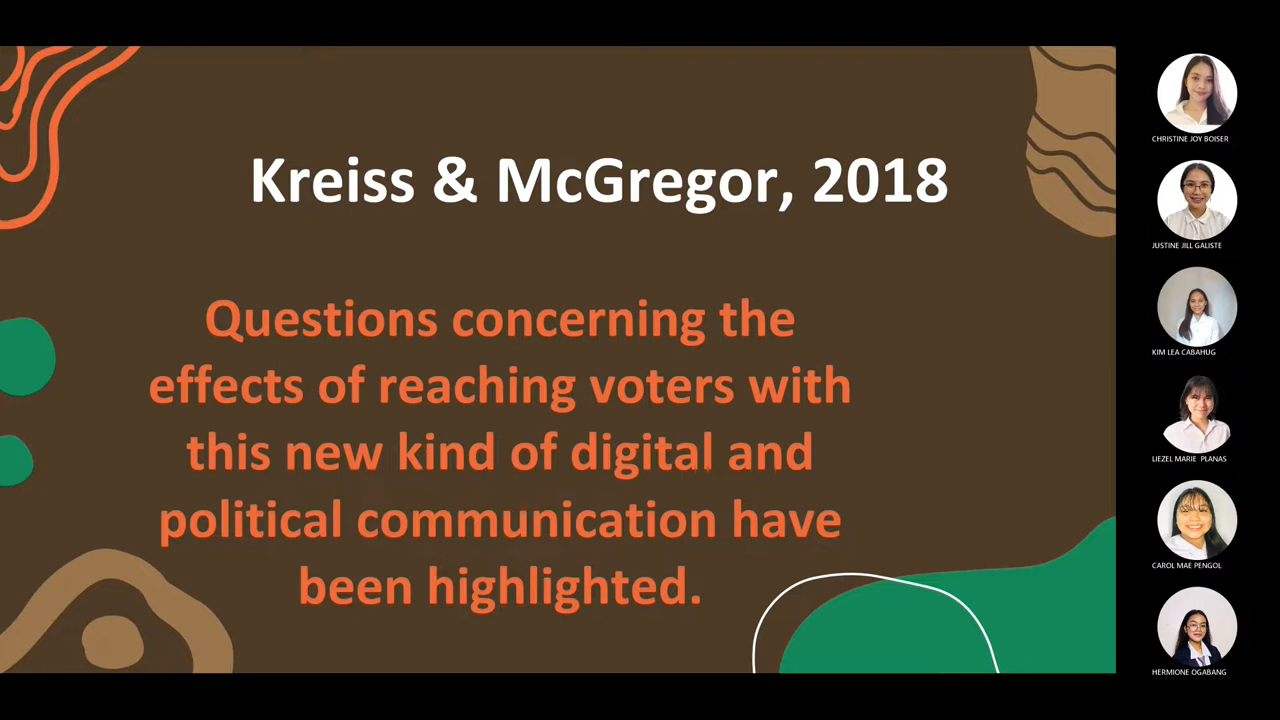 Kreiss & McGregor, 2018
Questions concerning the
effects of reaching voters with
this new kind of digital and
political communication have
been highlighted.
CHRISTINE JOY BOISER
JUSTINE JILL GALISTE
KIM LEA CABAHUG
LIEZEL MARIE PLANAS
CAROL MAE PENGOL
HERMIONE OGABANG